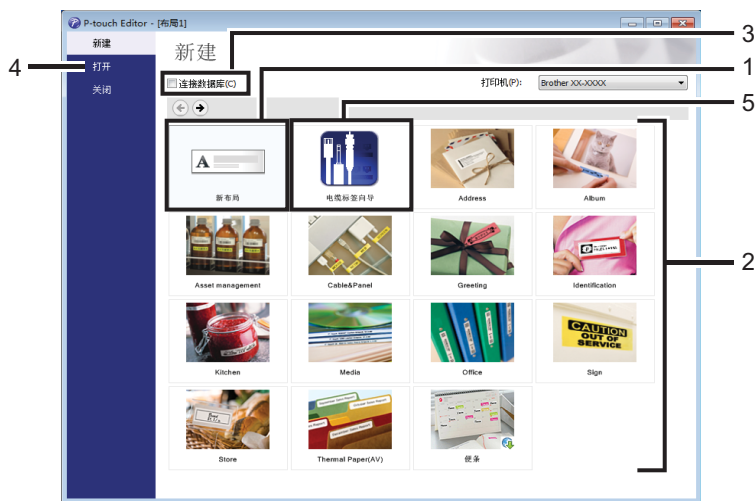 P-touch Editor - [布局1]
新建
打开
关闭
新建
连接数据库(C)
打印机(P):
Brother XX-XXXX
A
新布局
电缆标签向导
Address
Album
Asset management
Cable&Panel
Greeting
Identification
Kitchen
Media
Office
CAUTION
OUT OF
SERVICE
Sign
Store
Thermal Paper(AV)
便条
3
1
4
5
2